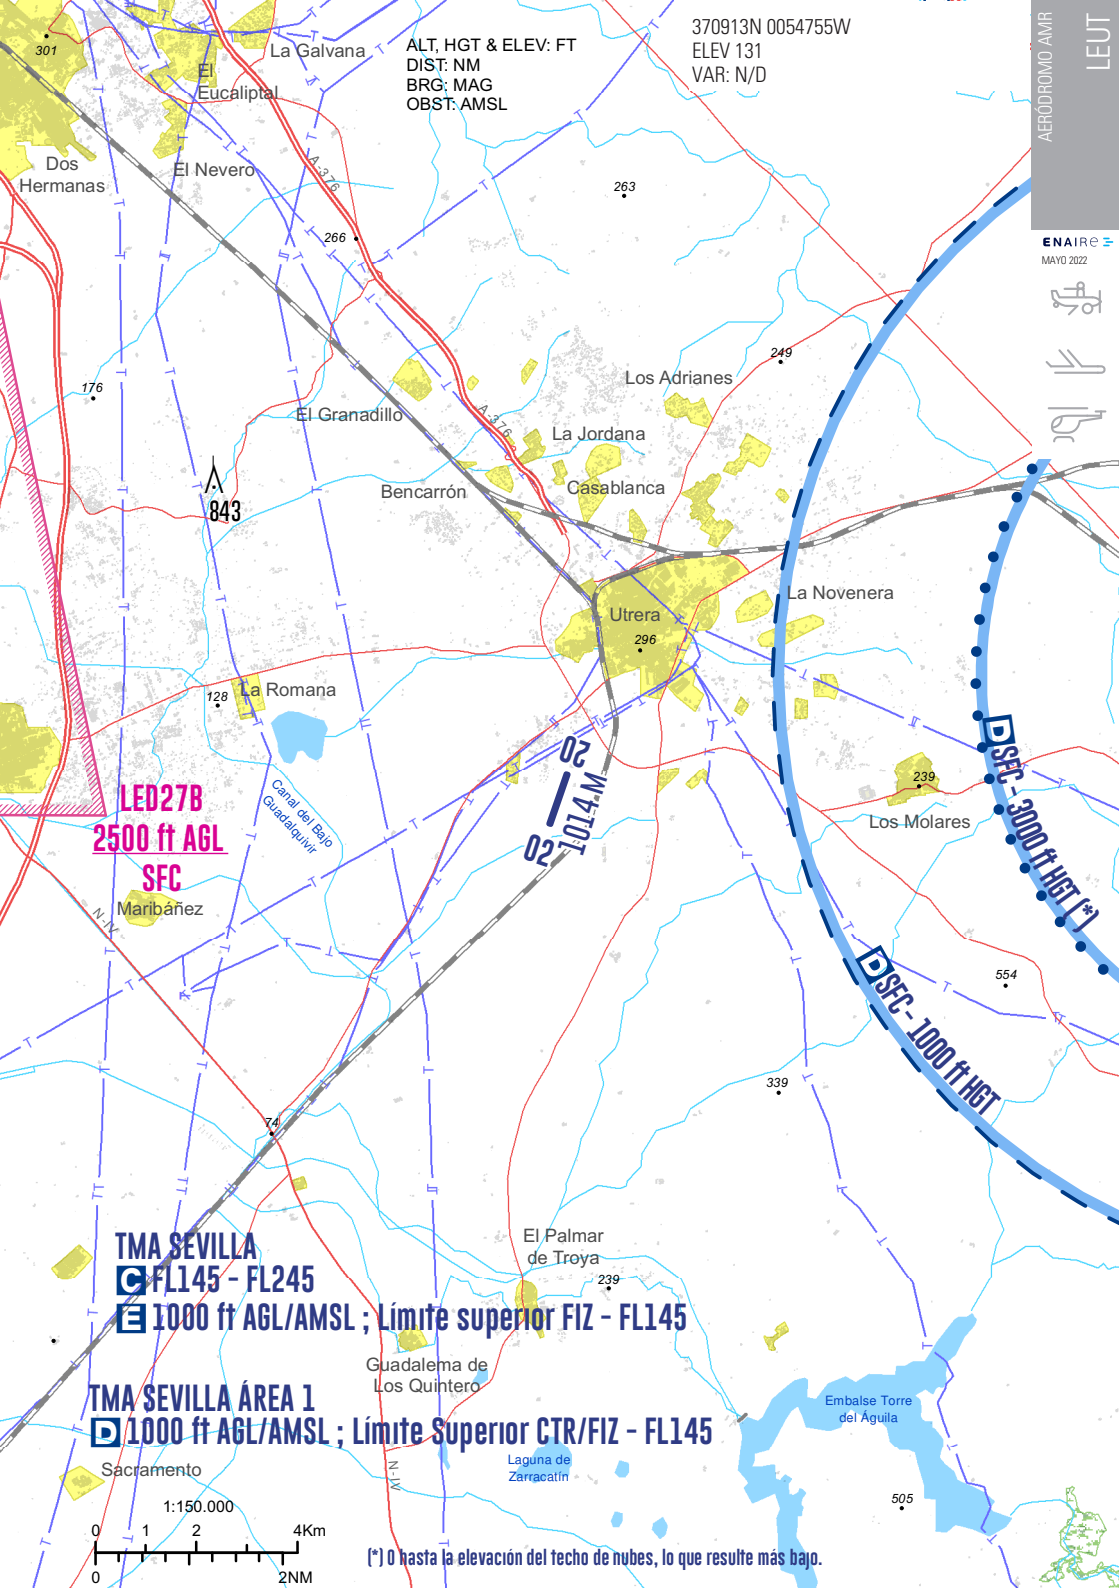 301
La Galvana
El
Eucaliptal
ALT, HGT & ELEV: FT
DIST: NM
BRG: MAG
OBST: AMSL
370913N 0054755W
ELEV 131
VAR: N/D
AERÓDROMO AMR
LEUT
ENAIRe
MAYO 2022
Dos
Hermanas
El Nevero
A-376
263
266
249
176
Los Adrianes
El Granadillo
A-376
La Jordana
Bencarrón
Casablanca
843
La Novenera
Utrera
296
128
La Romana
20
1014 M
02
Canal del Bajo
Guadalquivir
LED27B
2500 ft AGL
SFC
Maribáñez
N-IV
239
Los Molares
D SFC - 3000 ft HGT (*)
554
D SFC - 1000 ft HGT
339
74
El Palmar
de Troya
239
TMA SEVILLA
C FL145 - FL245
E 1000 ft AGL/AMSL ; Límite superior FIZ - FL145
Guadalema de
Los Quintero
TMA SEVILLA ÁREA 1
D 1000 ft AGL/AMSL ; Límite Superior CTR/FIZ - FL145
Embalse Torre
del Águila
Sacramento
N-IV
Laguna de
Zarracatín
505
1:150.000
0 1 2 4Km
0 2NM
(*) O hasta la elevación del techo de nubes, lo que resulte más bajo.